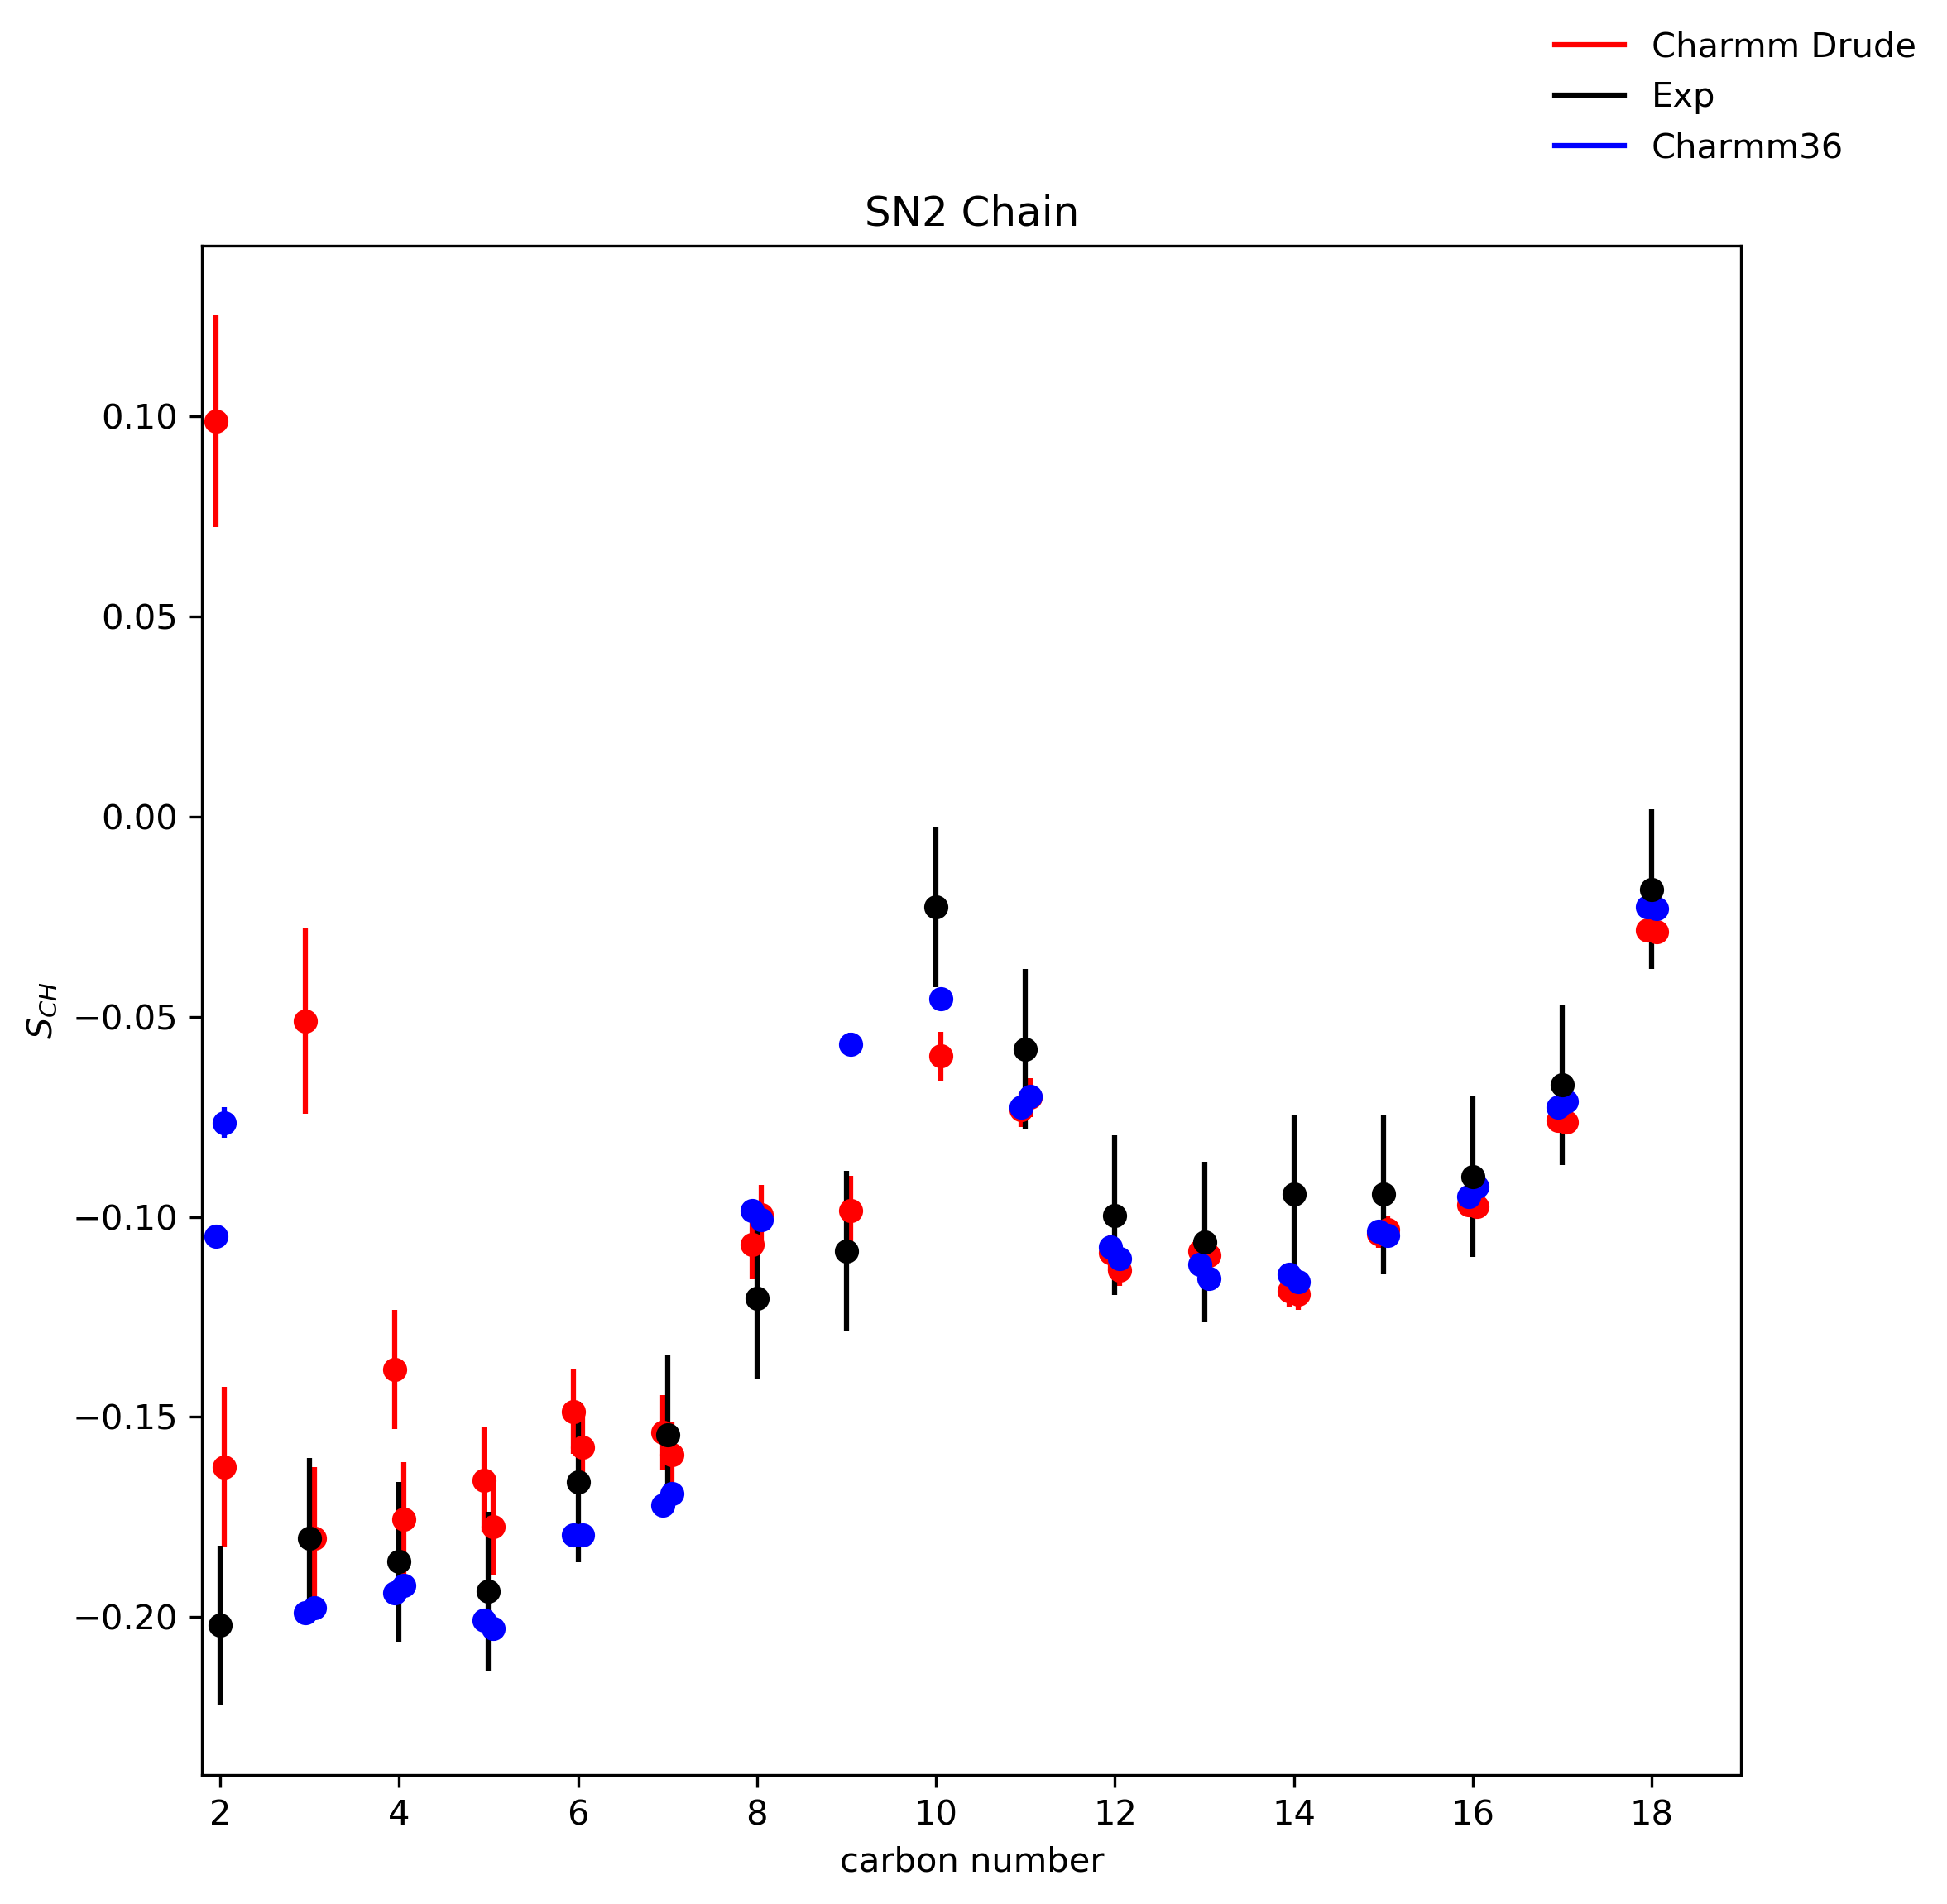 Charmm Drude
Exp
Charmm36
SN2 Chain
0.10
0.05
0.00
−0.05
−0.10
−0.15
−0.20
S_CH
2 4 6 8 10 12 14 16 18
carbon number